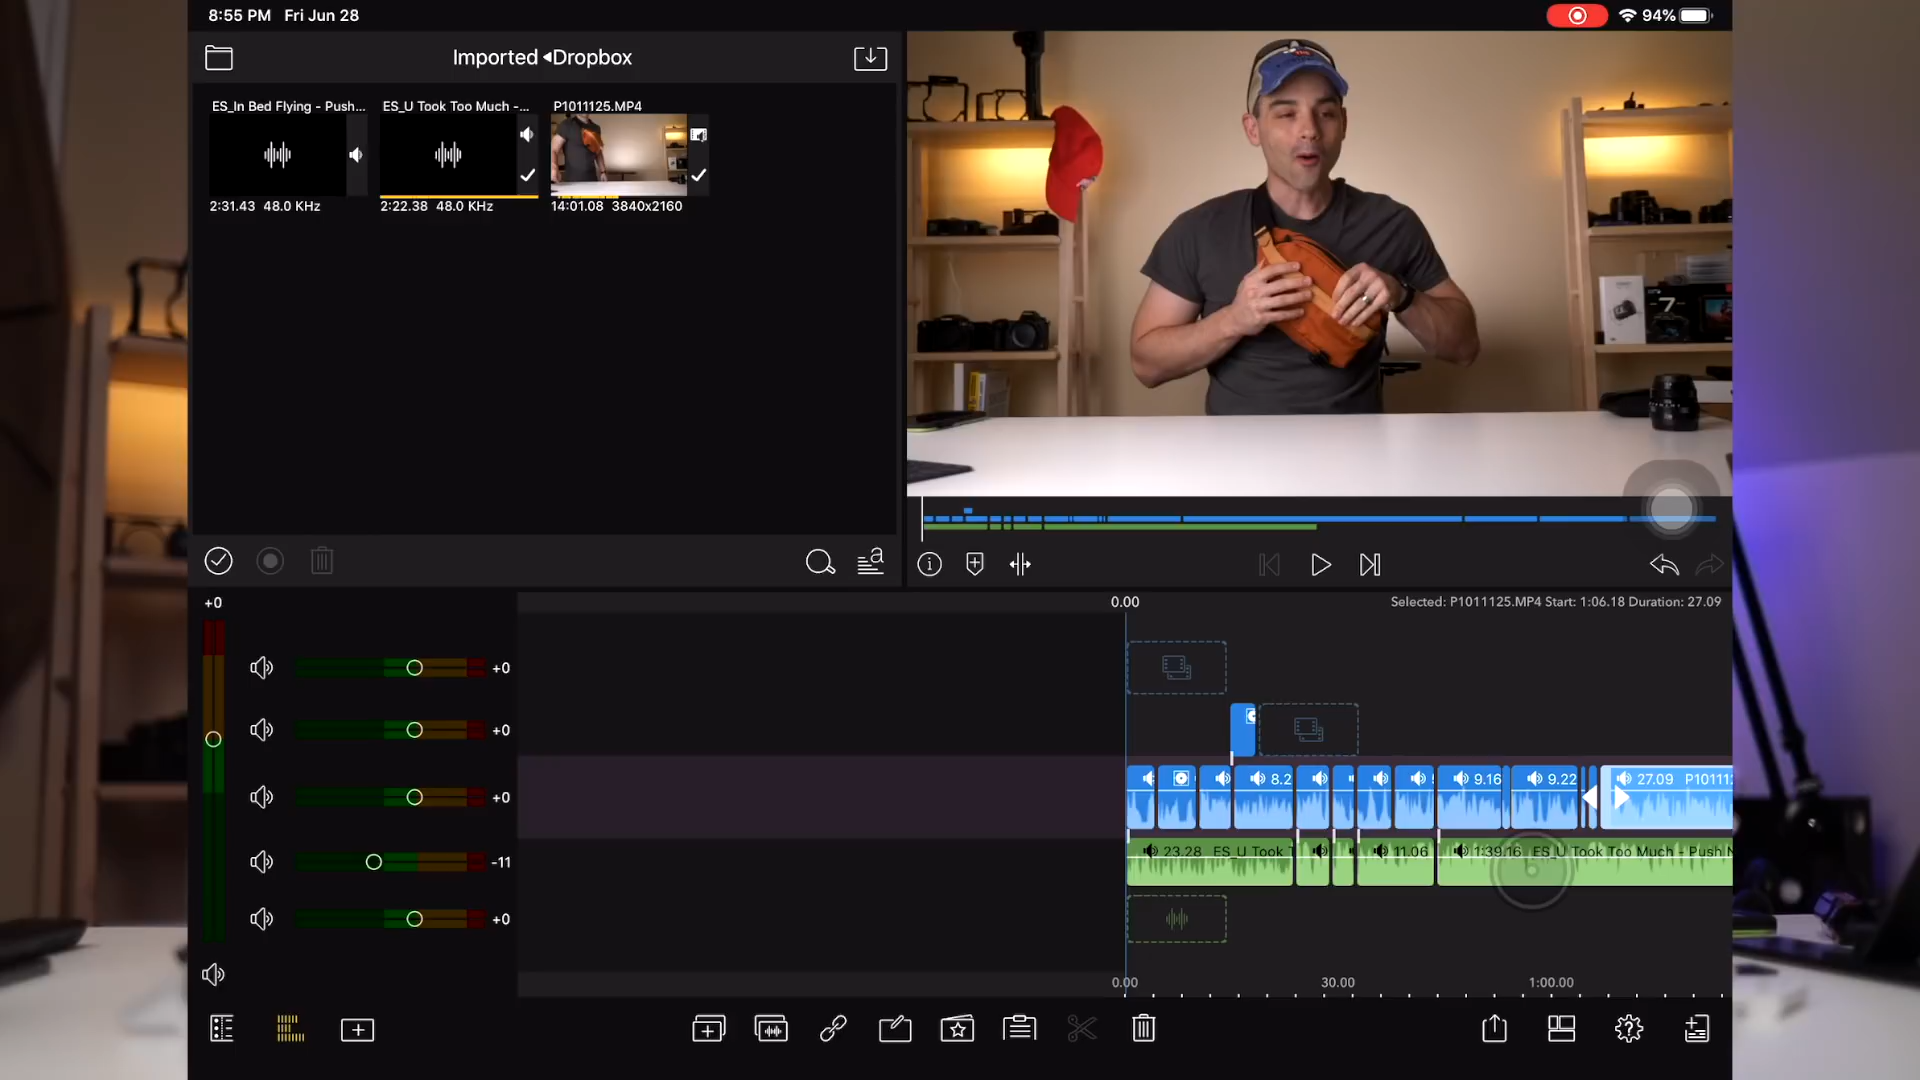 8:55 PM Fri Jun 28
94%
Imported ◂Dropbox
ES_In Bed Flying - Push...
ES_U Took Too Much -...
P1011125.MP4
2:31.43 48.0 KHz
2:22.38 48.0 KHz
14:01.08 3840x2160
7
+0
0.00
Selected: P1011125.MP4 Start: 1:06.18 Duration: 27.09
+0
+0
+0
8.2
9.16
9.22
27.09 P10111
-11
23.28 ES_U Took T
11.06
1:39.16 ES_U Took Too Much - Push N
+0
0.00
30.00
1:00.00